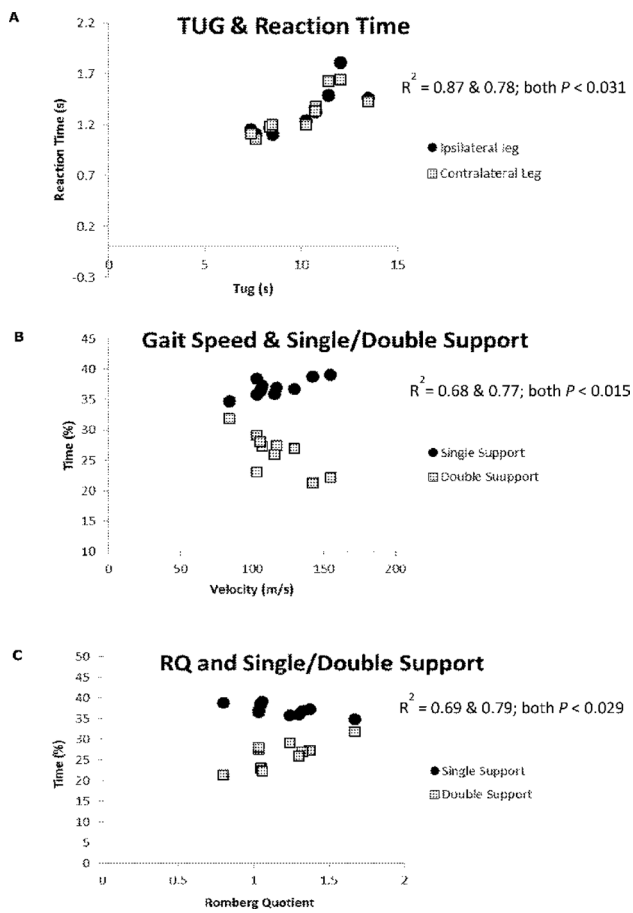 A
TUG & Reaction Time
2.2
1.7
1.2
0.7
0.2
-0.3
Reaction Time (s)
0
5
10
15
Tug (s)
R² = 0.87 & 0.78; both P < 0.031
Ipsilateral leg
Contralateral Leg
B
Gait Speed & Single/Double Support
45
40
35
30
25
20
15
10
Time (%)
0
50
100
150
200
Velocity (m/s)
R² = 0.68 & 0.77; both P < 0.015
Single Support
Double Suupport
C
RQ and Single/Double Support
50
45
40
35
30
25
20
15
10
5
0
Time (%)
0
0.5
1
1.5
2
Romberg Quotient
R² = 0.69 & 0.79; both P < 0.029
Single Support
Double Support